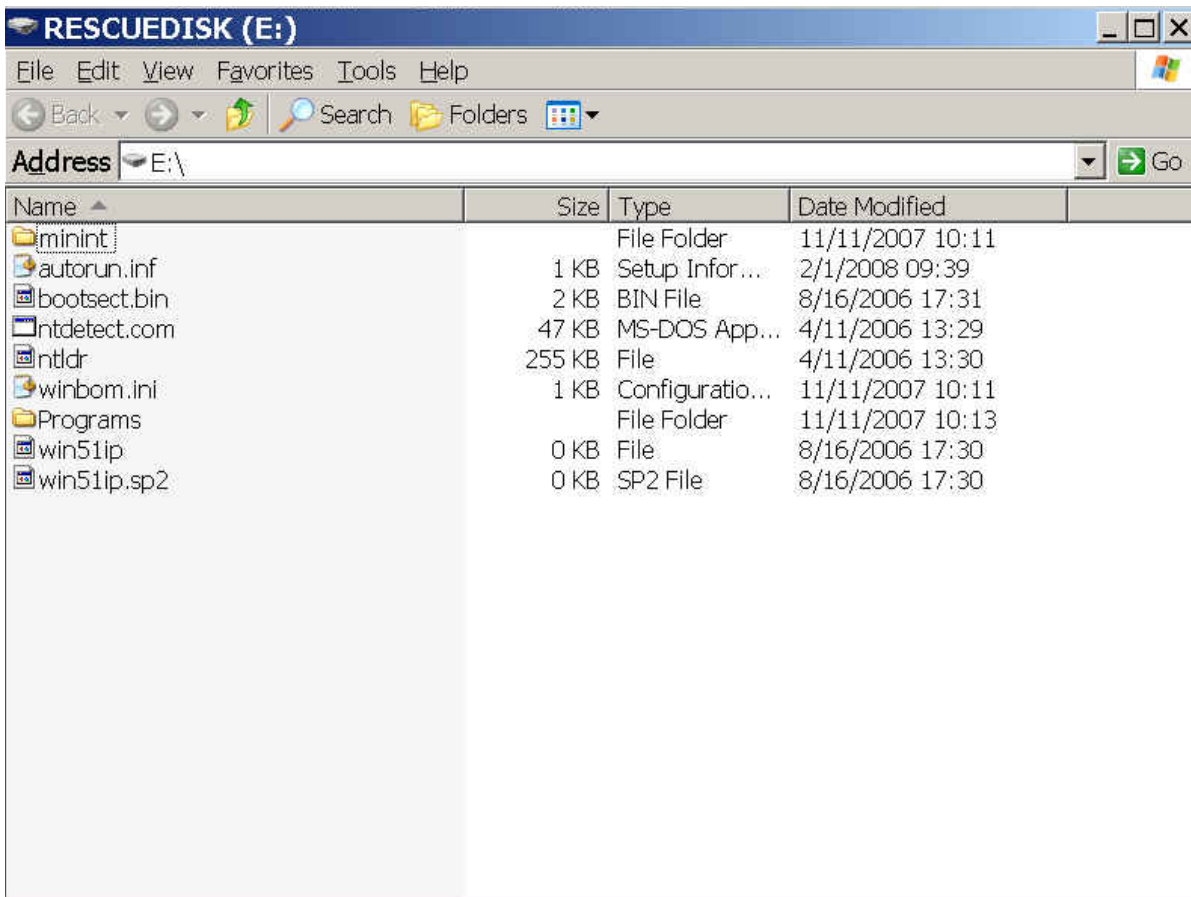 RESCUEDISK (E:)
File Edit View Favorites Tools Help
Back Search Folders
Address E:\ Go
Name Size Type Date Modified
minint File Folder 11/11/2007 10:11
autorun.inf 1 KB Setup Infor... 2/1/2008 09:39
bootsect.bin 2 KB BIN File 8/16/2006 17:31
ntdetect.com 47 KB MS-DOS App... 4/11/2006 13:29
ntldr 255 KB File 4/11/2006 13:30
winbom.ini 1 KB Configuratio... 11/11/2007 10:11
Programs File Folder 11/11/2007 10:13
win51ip 0 KB File 8/16/2006 17:30
win51ip.sp2 0 KB SP2 File 8/16/2006 17:30